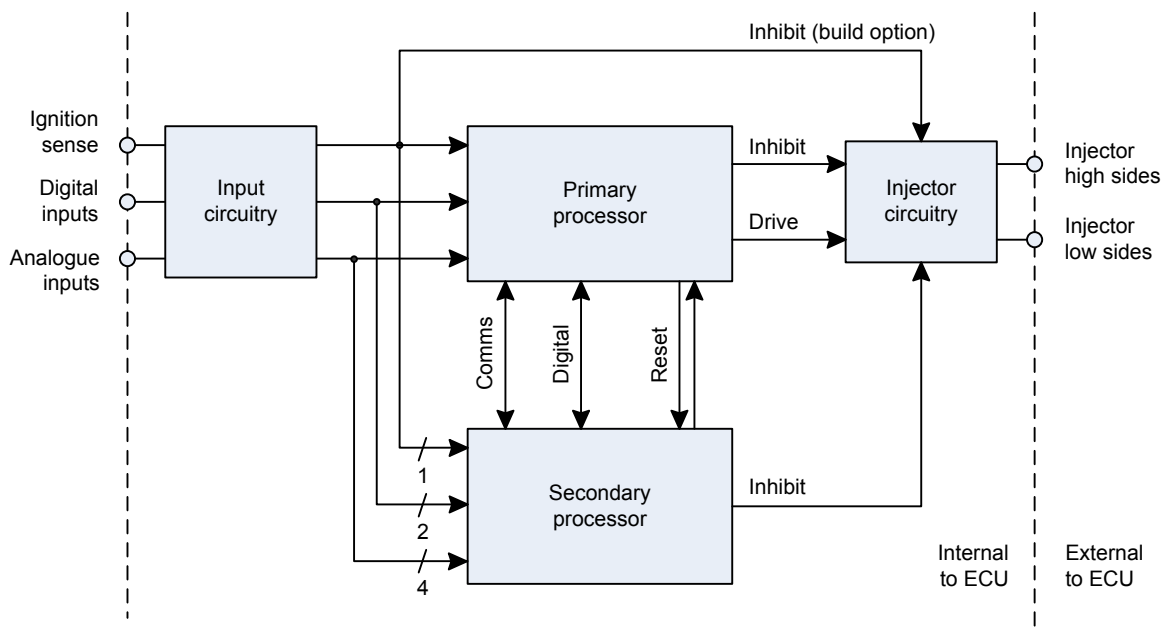 Inhibit (build option)
Ignition
sense
Digital
inputs
Analogue
inputs
Input
circuitry
Primary
processor
Inhibit
Drive
Injector
circuitry
Injector
high sides
Injector
low sides
Comms
Digital
Reset
1
2
4
Secondary
processor
Inhibit
Internal
to ECU
External
to ECU